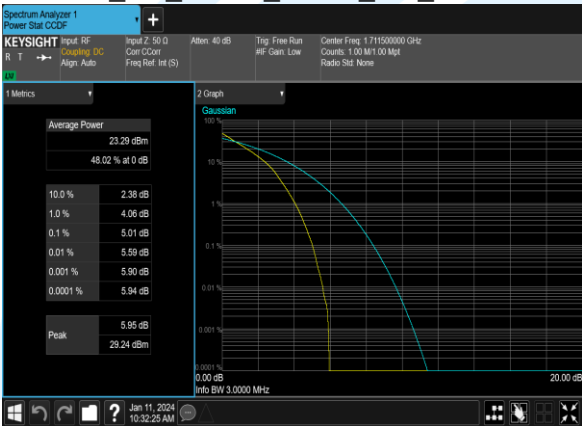 Spectrum Analyzer 1
Power Stat CCDF
+
KEYSIGHT
R T
LW
Input: RF
Coupling: DC
Align: Auto
Input Z: 50 Ω
Corr CCorr
Freq Ref: Int (S)
Atten: 40 dB
Trig: Free Run
#IF Gain: Low
Center Freq: 1.711500000 GHz
Counts: 1.00 M/1.00 Mpt
Radio Std: None
1 Metrics
Average Power
23.29 dBm
48.02 % at 0 dB
10.0 % 2.38 dB
1.0 % 4.06 dB
0.1 % 5.01 dB
0.01 % 5.59 dB
0.001 % 5.90 dB
0.0001 % 5.94 dB
Peak
5.95 dB
29.24 dBm
2 Graph
Gaussian
100 %
10 %
1 %
0.1 %
0.01 %
0.001 %
0.0001 %
0.00 dB
20.00 dB
Info BW 3.0000 MHz
?
Jan 11, 2024
10:32:25 AM